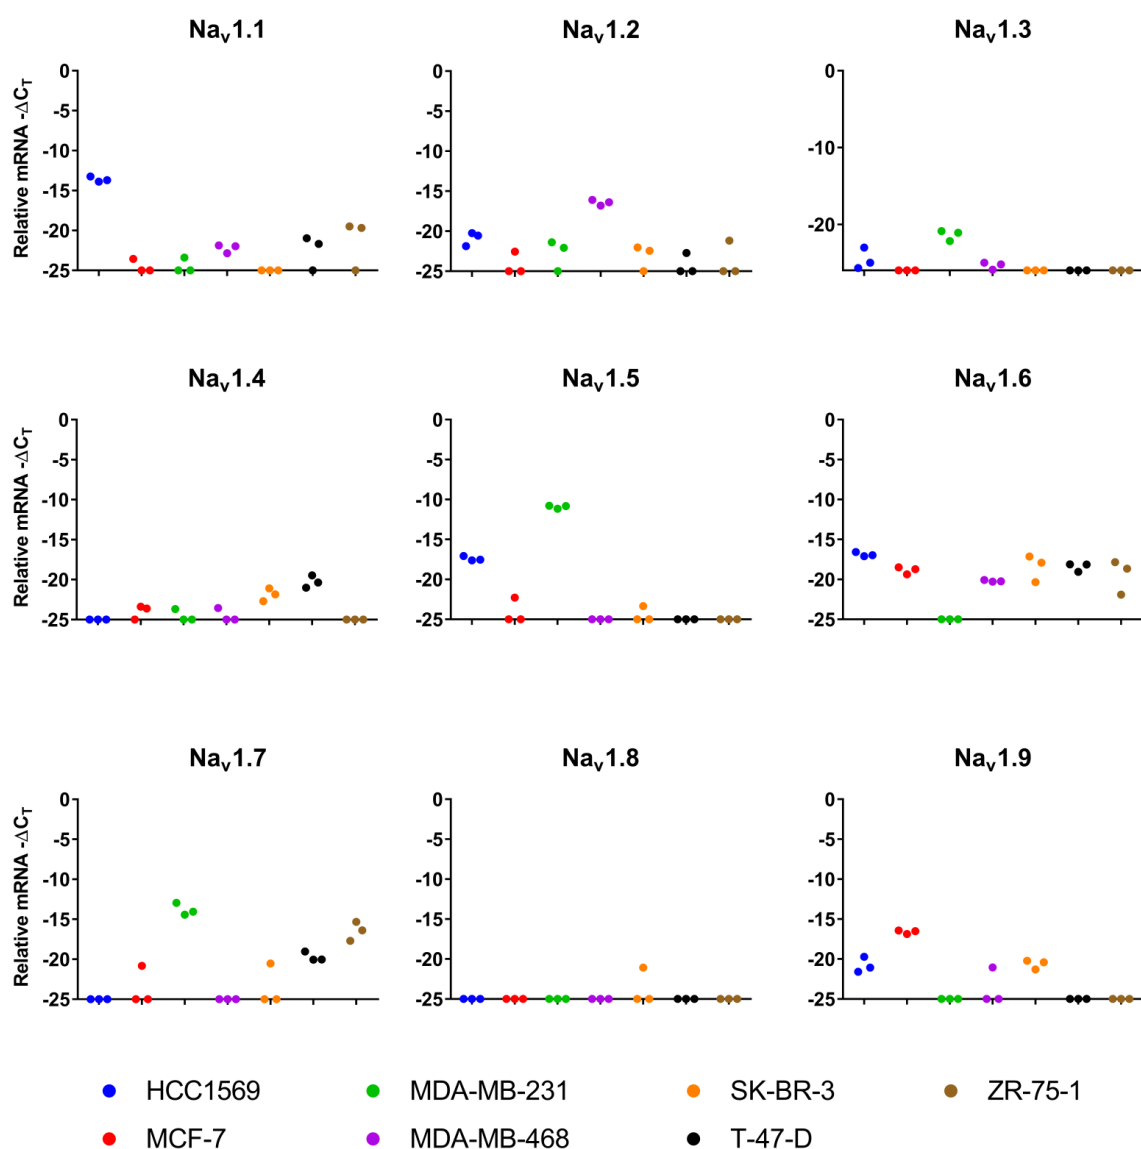 Nav1.1 Nav1.2 Nav1.3
Relative mRNA -ΔCT
0 -5 -10 -15 -20 -25
0 -5 -10 -15 -20 -25
0 -10 -20
Nav1.4 Nav1.5 Nav1.6
Relative mRNA -ΔCT
0 -5 -10 -15 -20 -25
0 -5 -10 -15 -20 -25
0 -5 -10 -15 -20 -25
Nav1.7 Nav1.8 Nav1.9
Relative mRNA -ΔCT
0 -5 -10 -15 -20 -25
0 -5 -10 -15 -20 -25
0 -5 -10 -15 -20 -25
HCC1569 MDA-MB-231 SK-BR-3 ZR-75-1
MCF-7 MDA-MB-468 T-47-D